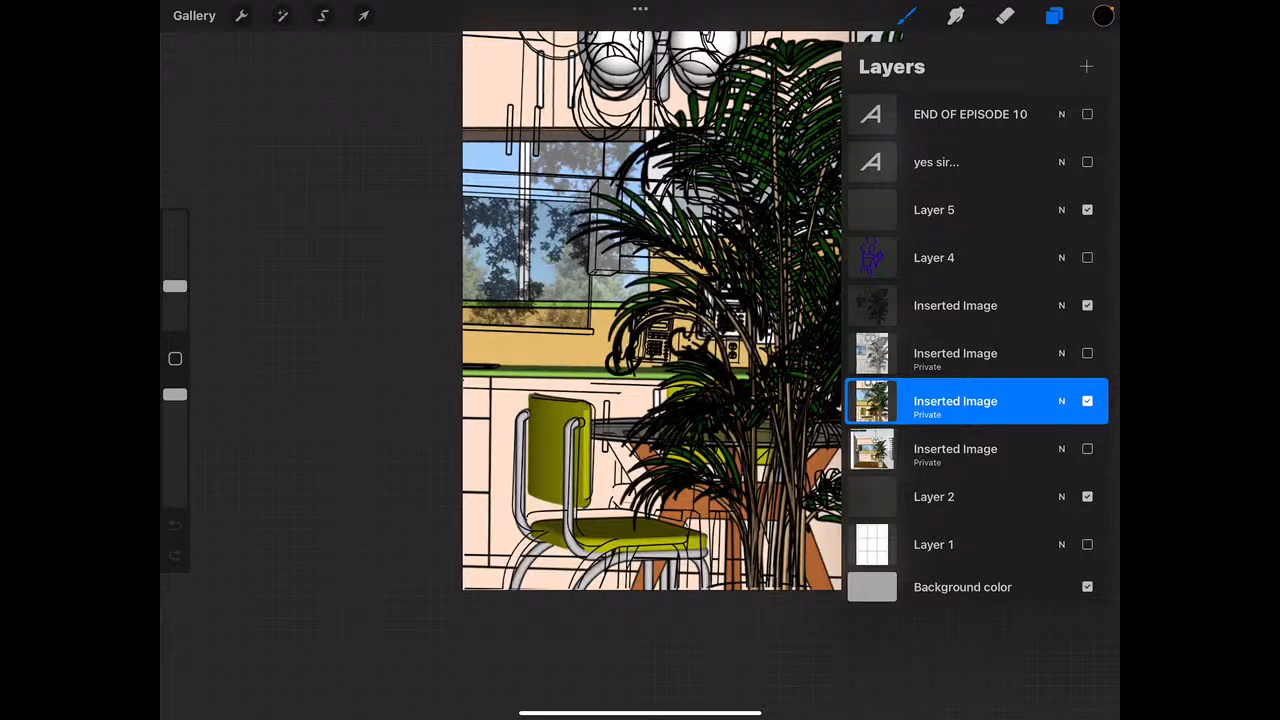 Gallery
Layers
END OF EPISODE 10 N
yes sir... N
Layer 5 N
Layer 4 N
Inserted Image N
Inserted Image N
Private
Inserted Image N
Private
Inserted Image N
Private
Layer 2 N
Layer 1 N
Background color